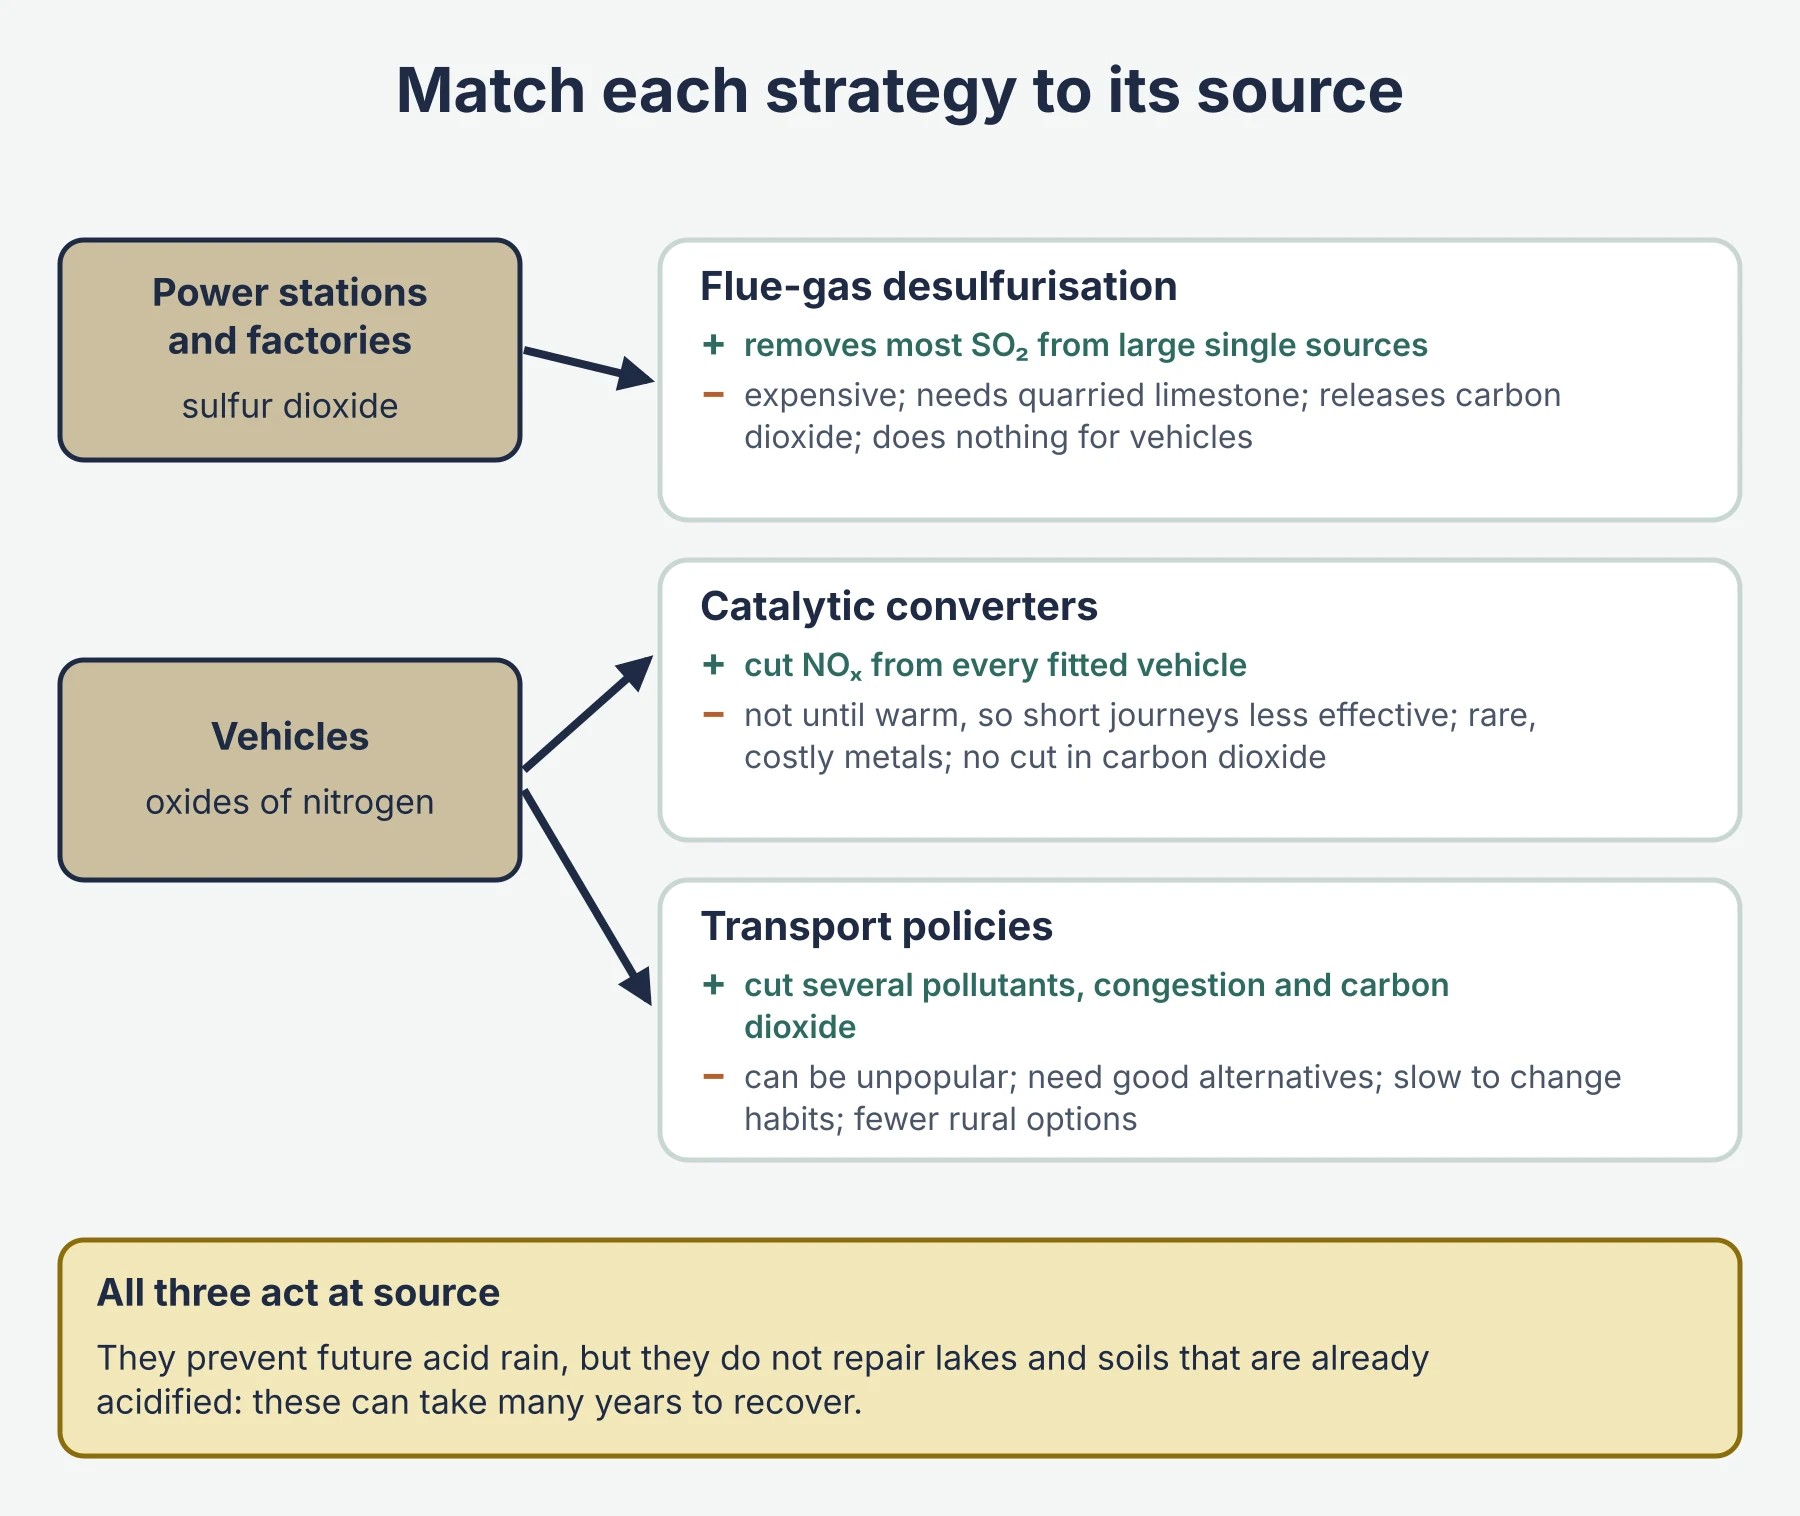 Match each strategy to its source
Power stations
and factories
sulfur dioxide
Flue-gas desulfurisation
+ removes most SO₂ from large single sources
− expensive; needs quarried limestone; releases carbon
dioxide; does nothing for vehicles
Vehicles
oxides of nitrogen
Catalytic converters
+ cut NOₓ from every fitted vehicle
− not until warm, so short journeys less effective; rare,
costly metals; no cut in carbon dioxide
Transport policies
+ cut several pollutants, congestion and carbon
dioxide
− can be unpopular; need good alternatives; slow to change
habits; fewer rural options
All three act at source
They prevent future acid rain, but they do not repair lakes and soils that are already
acidified: these can take many years to recover.